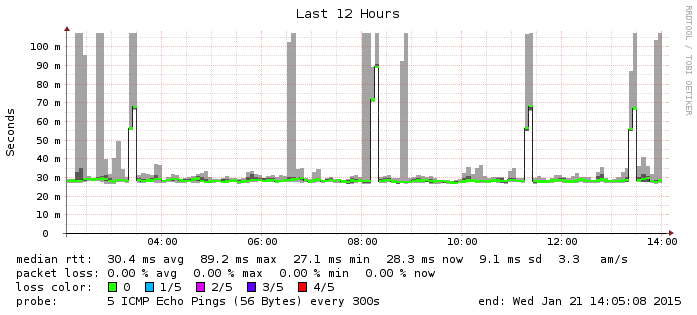 Last 12 Hours
RRDTOOL / TOBI OETIKER
Seconds
100 m
90 m
80 m
70 m
60 m
50 m
40 m
30 m
20 m
10 m
0
04:00 06:00 08:00 10:00 12:00 14:00
median rtt: 30.4 ms avg 89.2 ms max 27.1 ms min 28.3 ms now 9.1 ms sd 3.3 am/s
packet loss: 0.00 % avg 0.00 % max 0.00 % min 0.00 % now
loss color: 0 1/5 2/5 3/5 4/5
probe: 5 ICMP Echo Pings (56 Bytes) every 300s end: Wed Jan 21 14:05:08 2015